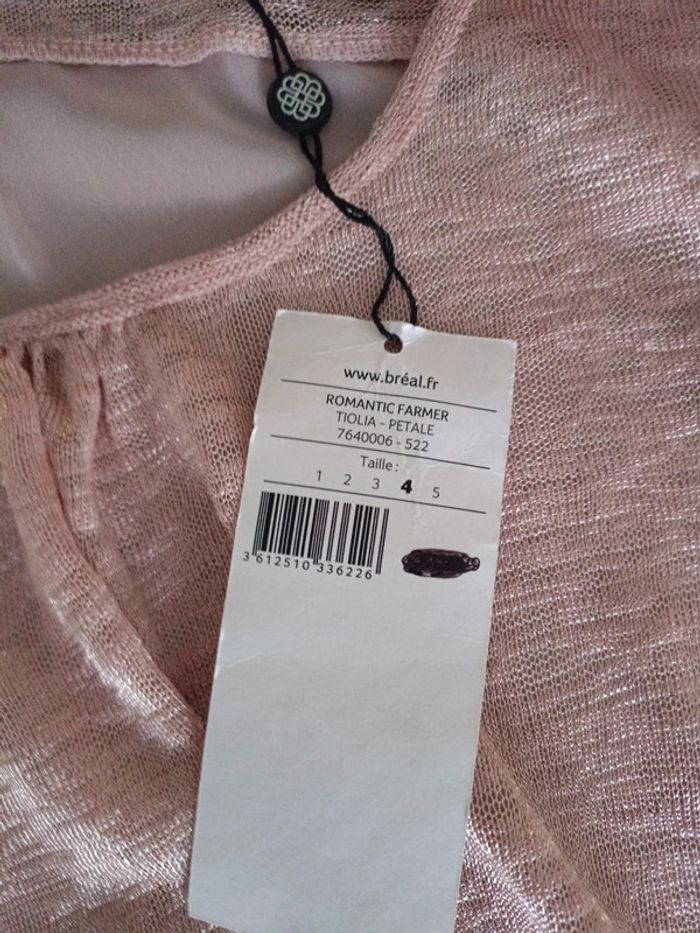 www.bréal.fr
ROMANTIC FARMER
TIOLIA - PETALE
7640006 - 522
Taille :
1 2 3 4 5
3 612510 336226